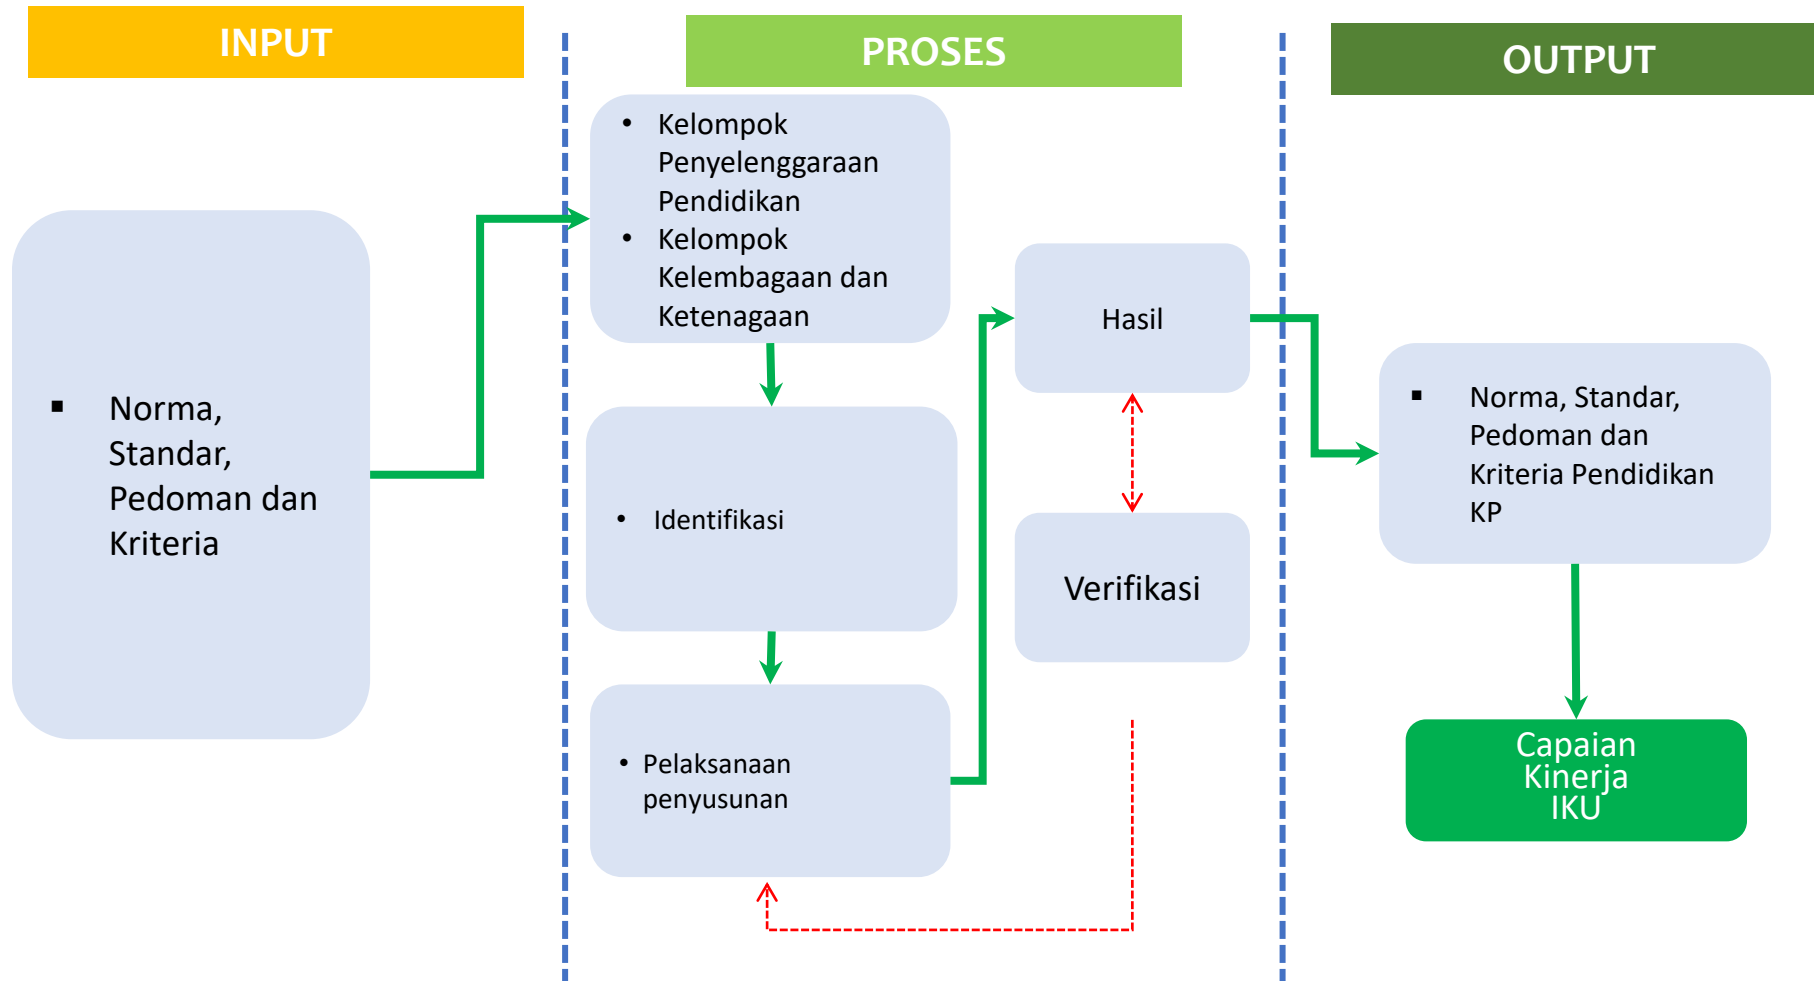 INPUT
PROSES
OUTPUT
▪ Norma,
Standar,
Pedoman dan
Kriteria
• Kelompok
Penyelenggaraan
Pendidikan
• Kelompok
Kelembagaan dan
Ketenagaan
• Identifikasi
• Pelaksanaan
penyusunan
Hasil
Verifikasi
▪ Norma, Standar,
Pedoman dan
Kriteria Pendidikan
KP
Capaian
Kinerja
IKU